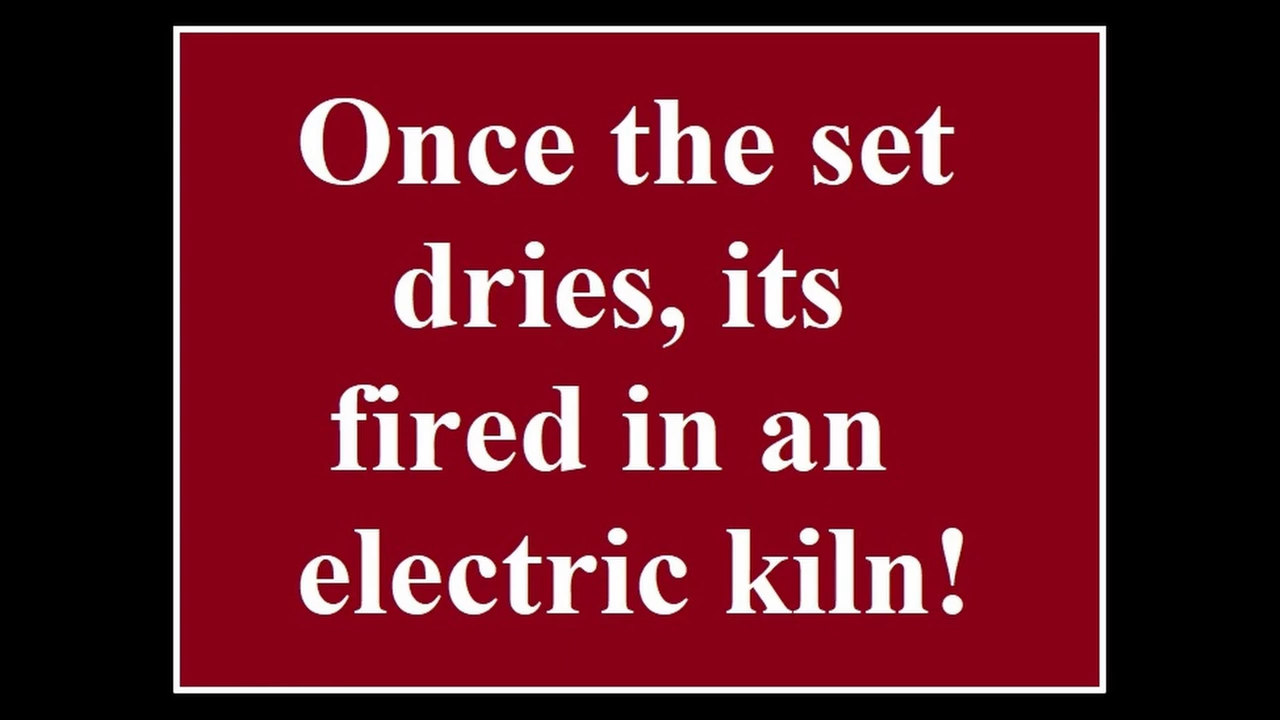 Once the set
dries, its
fired in an
electric kiln!